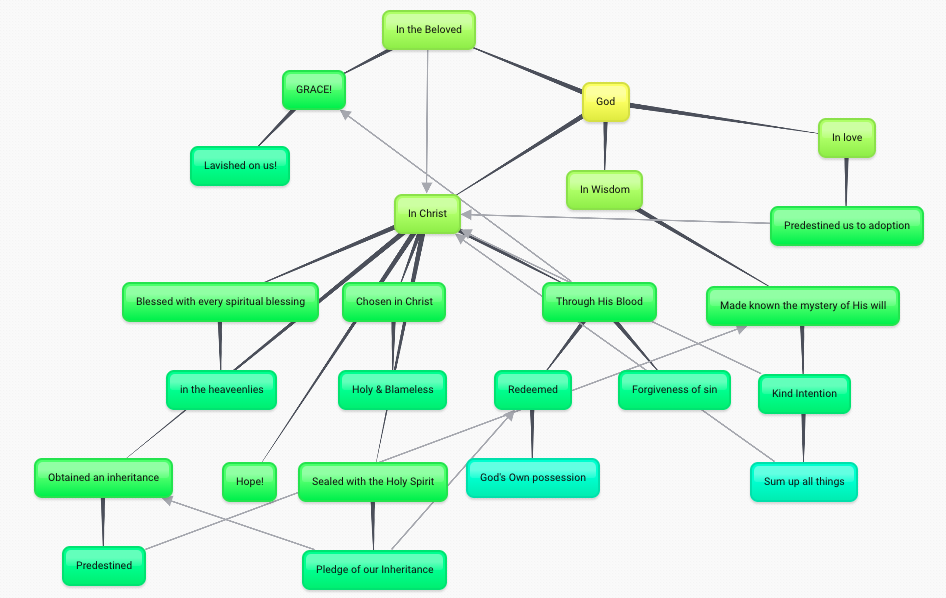 In the Beloved
GRACE!
God
In love
Lavished on us!
In Wisdom
In Christ
Predestined us to adoption
Blessed with every spiritual blessing
Chosen in Christ
Through His Blood
Made known the mystery of His will
in the heaveenlies
Holy & Blameless
Redeemed
Forgiveness of sin
Kind Intention
Obtained an inheritance
Hope!
Sealed with the Holy Spirit
God's Own possession
Sum up all things
Predestined
Pledge of our Inheritance